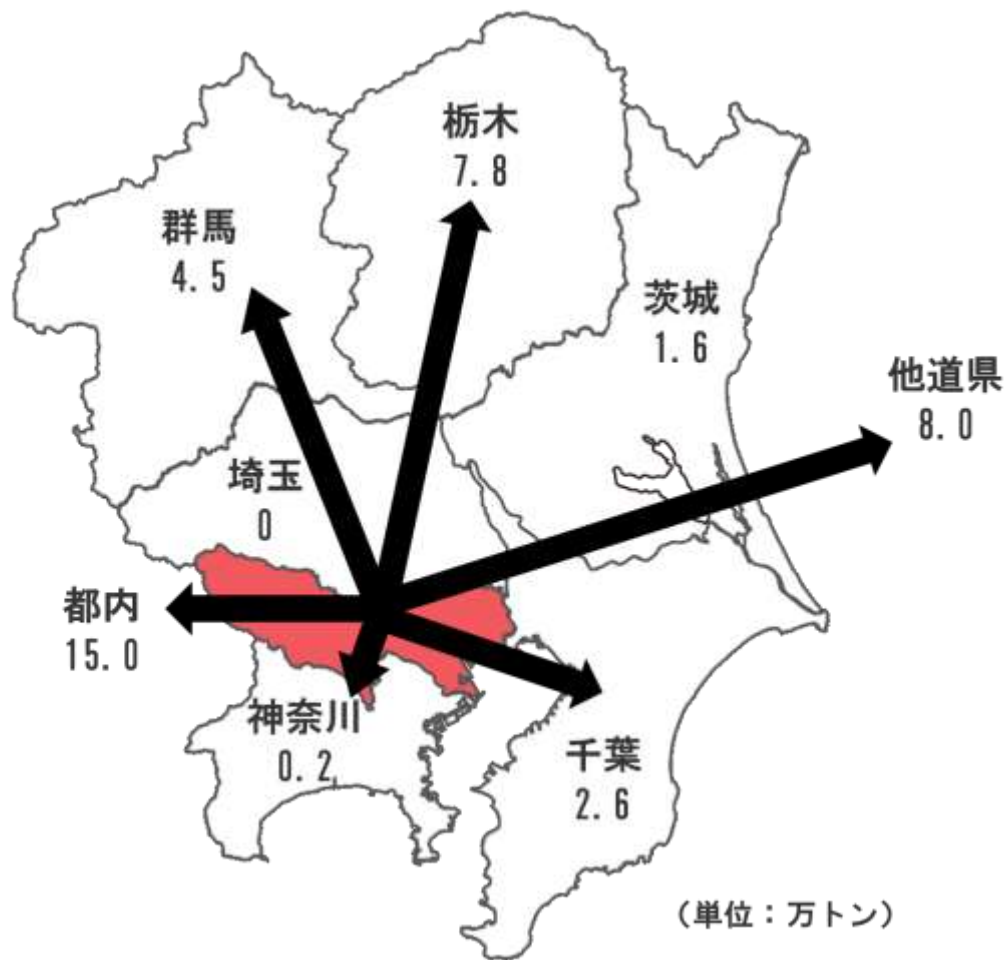 栃木
7.8
群馬
4.5
茨城
1.6
他道県
8.0
埼玉
0
都内
15.0
神奈川
0.2
千葉
2.6
（単位：万トン）